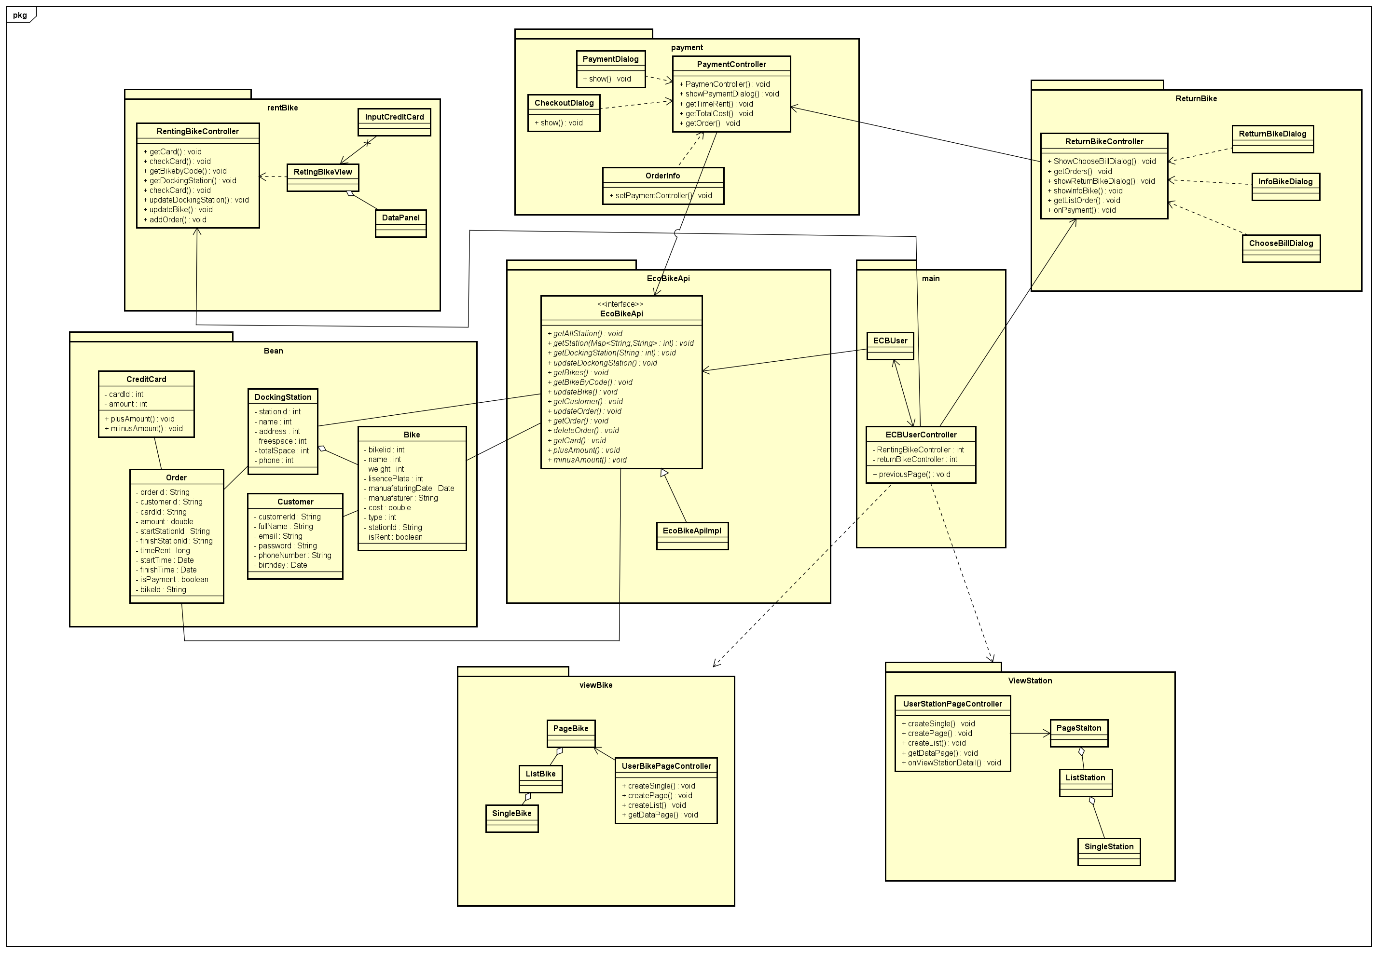 pkg
rentBike
RentingBikeController
+ getCard() : void
+ checkCard() : void
+ getBikebyCode() : void
+ getDockingStation() : void
+ checkCard() : void
+ updateDockingStation() : void
+ updateBike() : void
+ addOrder() : void
InputCreditCard
RetingBikeView
DataPanel
payment
PaymentDialog
+ show() : void
CheckoutDialog
+ show() : void
PaymentController
+ PaymenController() : void
+ showPaymentDialog() : void
+ getTimeRent() : void
+ getTotalCost() : void
+ getOrder() : void
OrderInfo
+ setPaymentController() : void
ReturnBike
ReturnBikeController
+ ShowChooseBillDialog() : void
+ getOrders() : void
+ showReturnBikeDialog() : void
+ showInfoBike() : void
+ getListOrder() : void
+ onPayment() : void
RetturnBikeDialog
InfoBikeDialog
ChooseBillDialog
EcoBikeApi
<<interface>>
EcoBikeApi
+ getAllStation() : void
+ getStation(Map<String,String> : int) : void
+ getDockingStation(String : int) : void
+ updateDockongStation() : void
+ getBikes() : void
+ getBikeByCode() : void
+ updateBike() : void
+ getCustomer() : void
+ updateOrder() : void
+ getOrder() : void
+ deleteOrder() : void
+ getCard() : void
+ plusAmount() : void
+ minusAmount() : void
EcoBikeApiImpl
main
ECBUser
ECBUserController
- RentingBikeController : int
- returnBikeController : int
+ previousPage() : void
Bean
CreditCard
- cardId : int
- amount : int
+ plusAmount() : void
+ minusAmount() : void
DockingStation
- stationId : int
- name : int
- address : int
- freespace : int
- totalSpace : int
- phone : int
Bike
- bikeIid : int
- name : int
- weight : int
- lisencePlate : int
- manuafaturingDate : Date
- manuafaturer : String
- cost : double
- type : int
- stationId : String
- isRent : boolean
Order
- orderId : String
- customerId : String
- cardId : String
- amount : double
- startStationId : String
- finishStationId : String
- timeRent : long
- startTime : Date
- finishTime : Date
- isPayment : boolean
- bikeId : String
Customer
- customerId : String
- fulName : String
- email : String
- password : String
- phoneNumber : String
- birthday : Date
viewBike
PageBike
ListBike
SingleBike
UserBikePageController
+ createSingle() : void
+ createPage() : void
+ createList() : void
+ getDataPage() : void
ViewStation
UserStationPageController
+ createSingle() : void
+ createPage() : void
+ createList() : void
+ getDataPage() : void
+ onViewStationDetail() : void
PageStaiton
ListStation
SingleStation